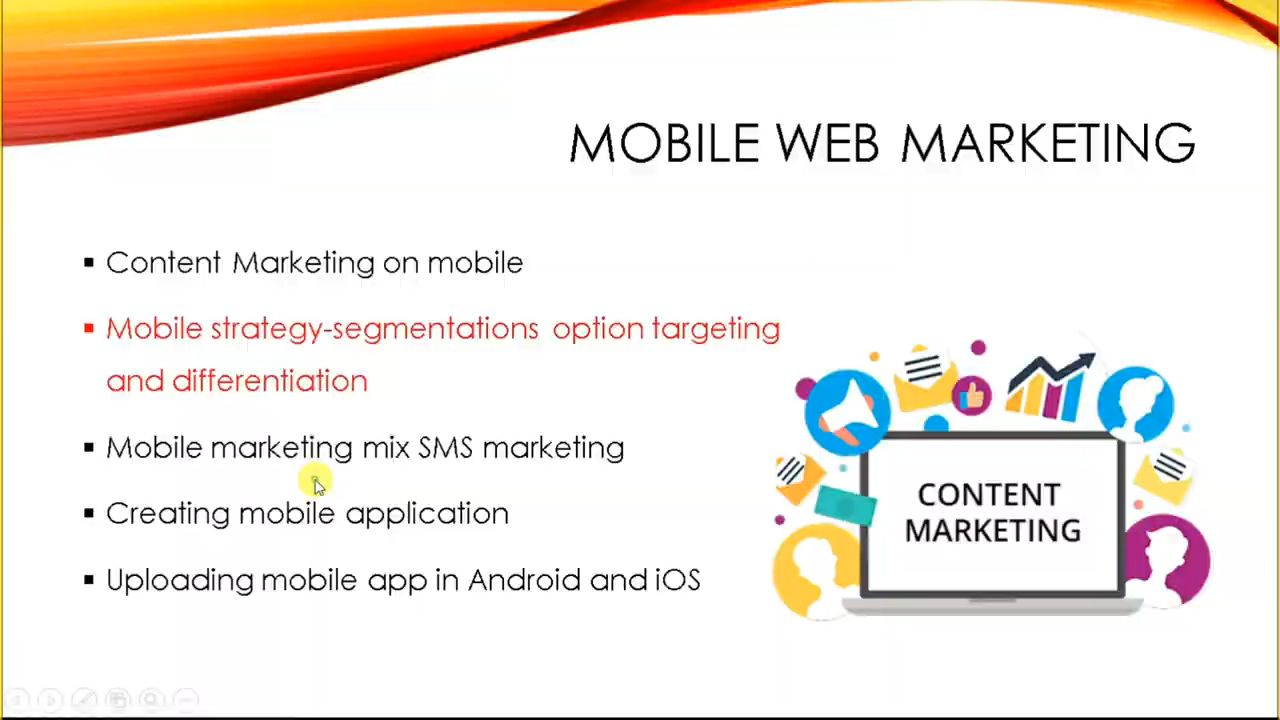 MOBILE WEB MARKETING
Content Marketing on mobile
Mobile strategy-segmentations option targeting
and differentiation
Mobile marketing mix SMS marketing
Creating mobile application
Uploading mobile app in Android and iOS
CONTENT
MARKETING